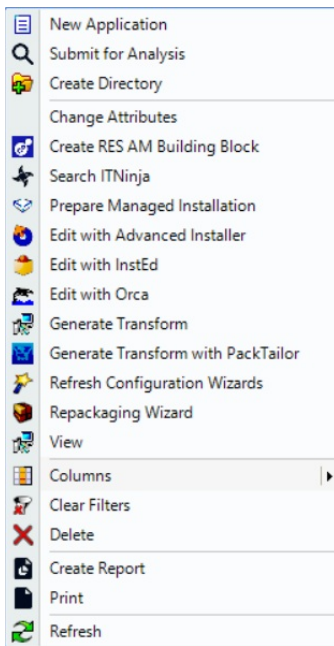 New Application
Submit for Analysis
Create Directory
Change Attributes
Create RES AM Building Block
Search ITNinja
Prepare Managed Installation
Edit with Advanced Installer
Edit with InstEd
Edit with Orca
Generate Transform
Generate Transform with PackTailor
Refresh Configuration Wizards
Repackaging Wizard
View
Columns
Clear Filters
Delete
Create Report
Print
Refresh